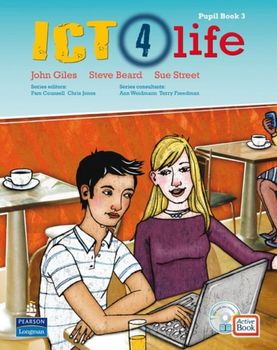 Pupil Book 3
ICT 4 life
John Giles Steve Beard Sue Street
Series editors: Series consultants:
Pam Counsell Chris Jones Ann Weidmann Terry Freedman
PEARSON
Longman
Active
Book